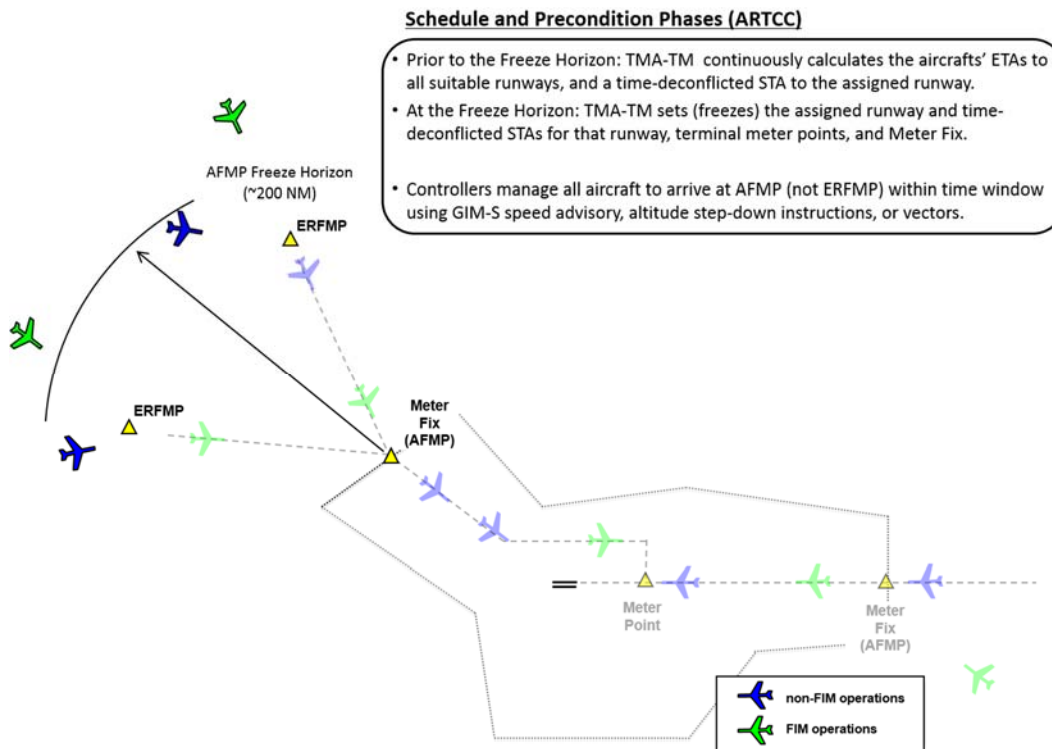 Schedule and Precondition Phases (ARTCC)
• Prior to the Freeze Horizon: TMA-TM continuously calculates the aircrafts' ETAs to
all suitable runways, and a time-deconflicted STA to the assigned runway.
• At the Freeze Horizon: TMA-TM sets (freezes) the assigned runway and time-
deconflicted STAs for that runway, terminal meter points, and Meter Fix.
• Controllers manage all aircraft to arrive at AFMP (not ERFMP) within time window
using GIM-S speed advisory, altitude step-down instructions, or vectors.
AFMP Freeze Horizon
(~200 NM)
ERFMP
ERFMP
Meter
Fix
(AFMP)
Meter
Point
Meter
Fix
(AFMP)
non-FIM operations
FIM operations